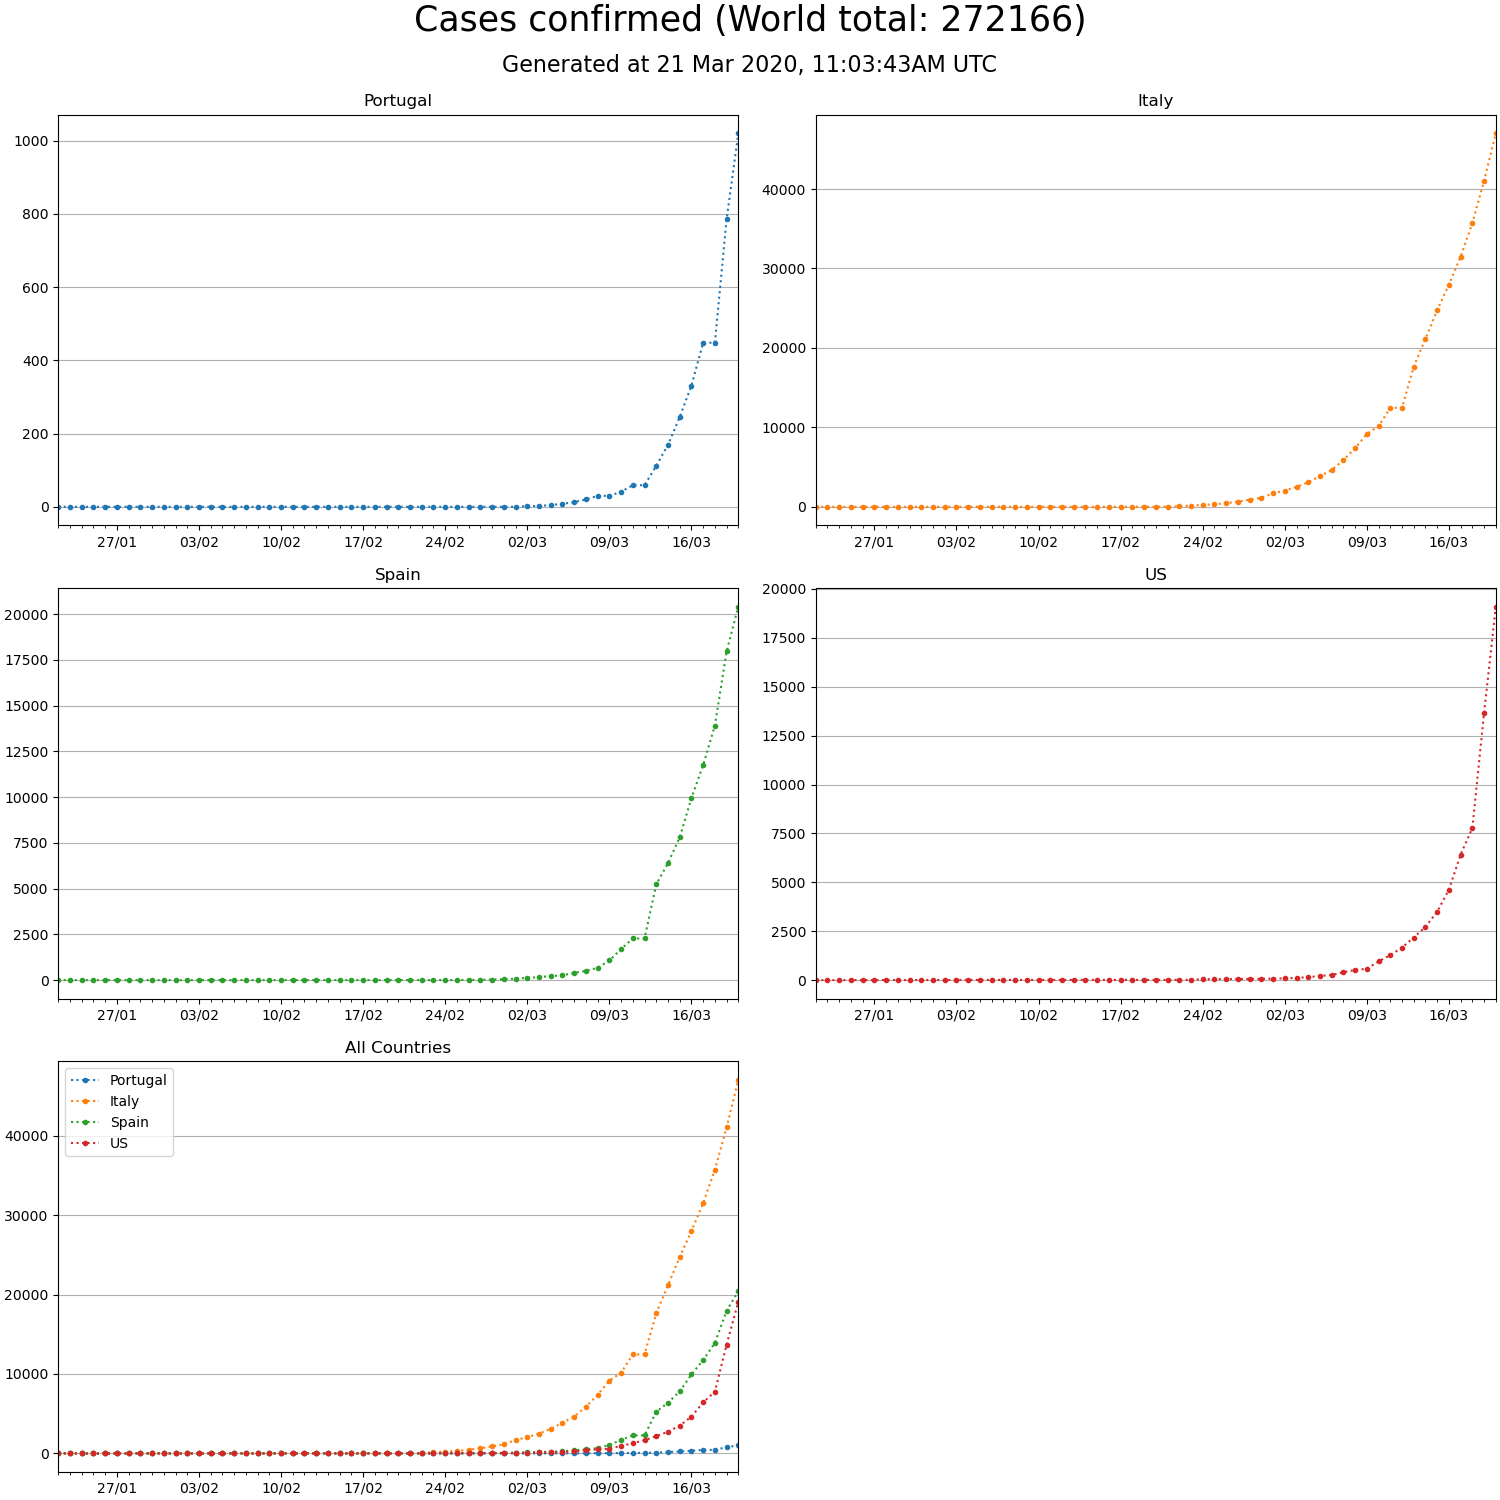 Cases confirmed (World total: 272166)
Generated at 21 Mar 2020, 11:03:43AM UTC
Portugal
1000
800
600
400
200
0
27/01 03/02 10/02 17/02 24/02 02/03 09/03 16/03
Italy
40000
30000
20000
10000
0
27/01 03/02 10/02 17/02 24/02 02/03 09/03 16/03
Spain
20000
17500
15000
12500
10000
7500
5000
2500
0
27/01 03/02 10/02 17/02 24/02 02/03 09/03 16/03
US
20000
17500
15000
12500
10000
7500
5000
2500
0
27/01 03/02 10/02 17/02 24/02 02/03 09/03 16/03
All Countries
Portugal
Italy
Spain
US
40000
30000
20000
10000
0
27/01 03/02 10/02 17/02 24/02 02/03 09/03 16/03